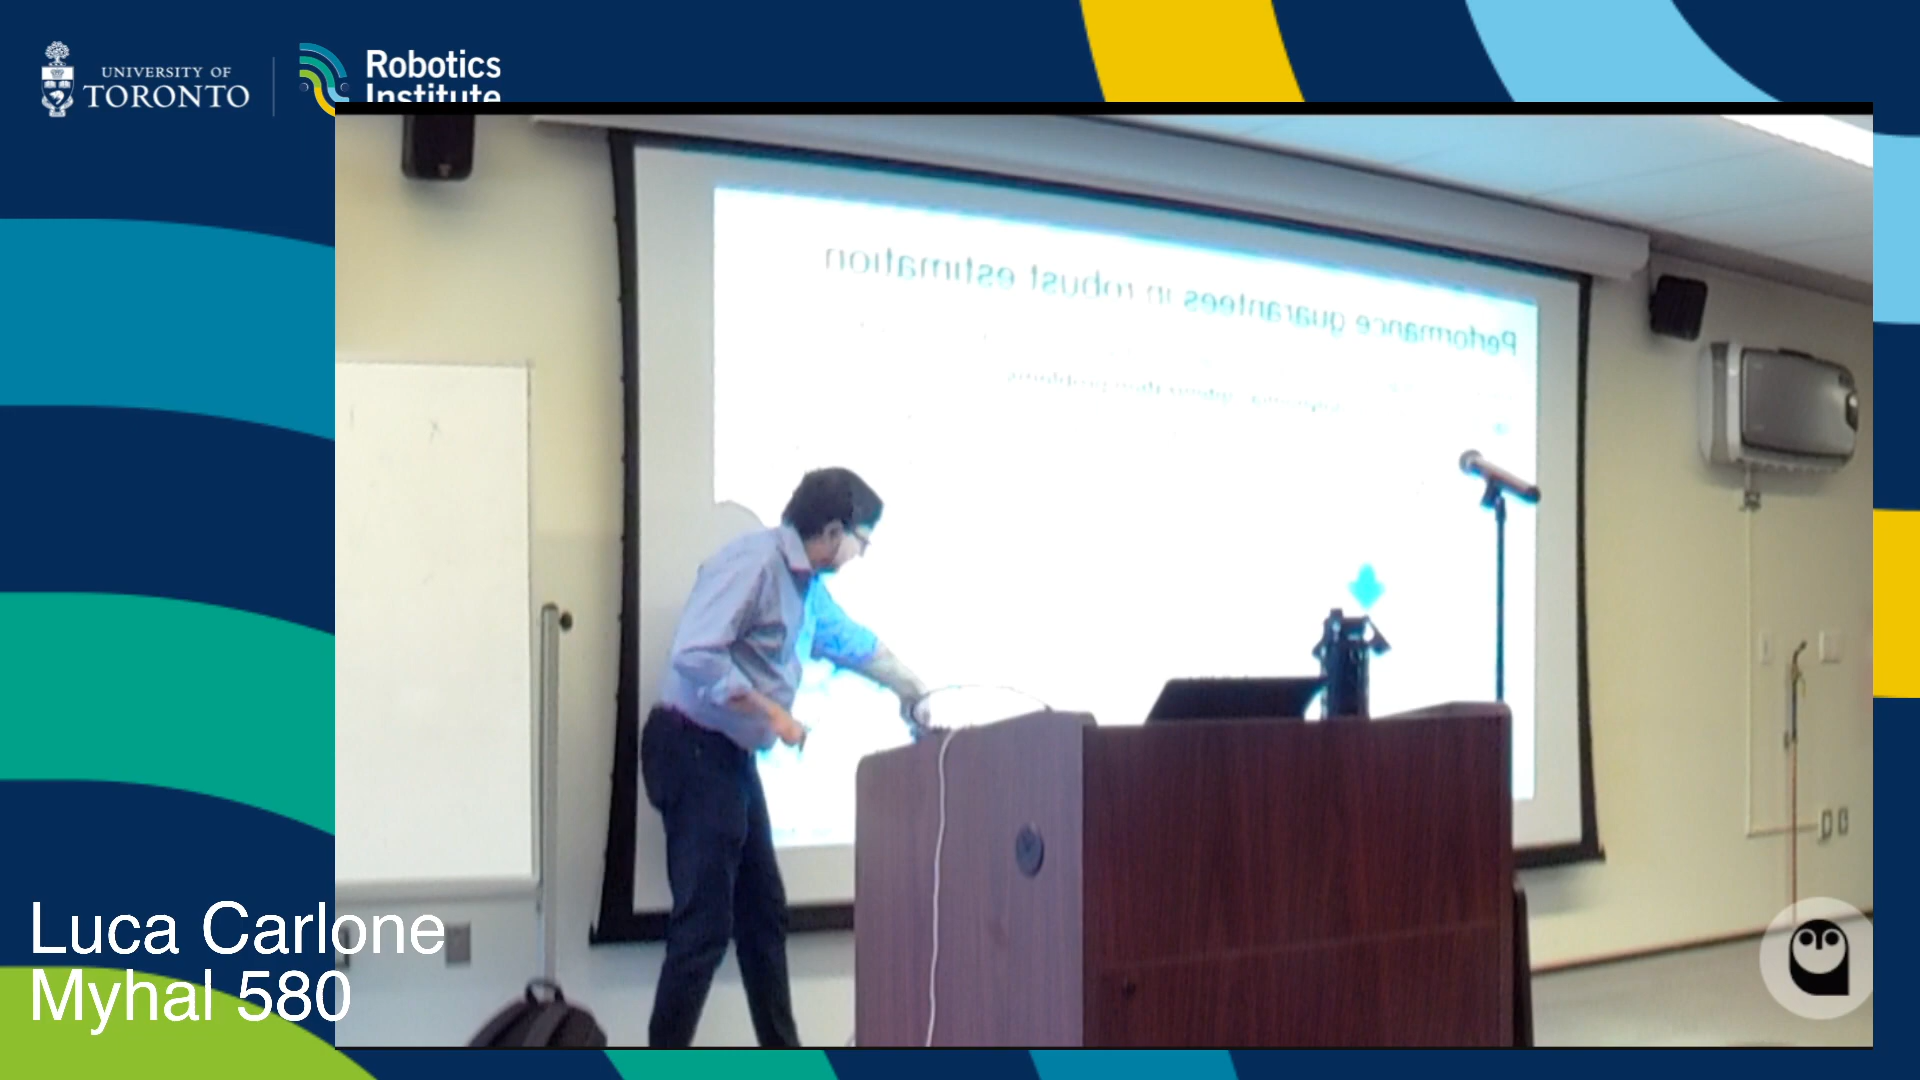 UNIVERSITY OF
TORONTO
Robotics
Institute
Performance guarantees in robust estimation
Luca Carlone
Myhal 580